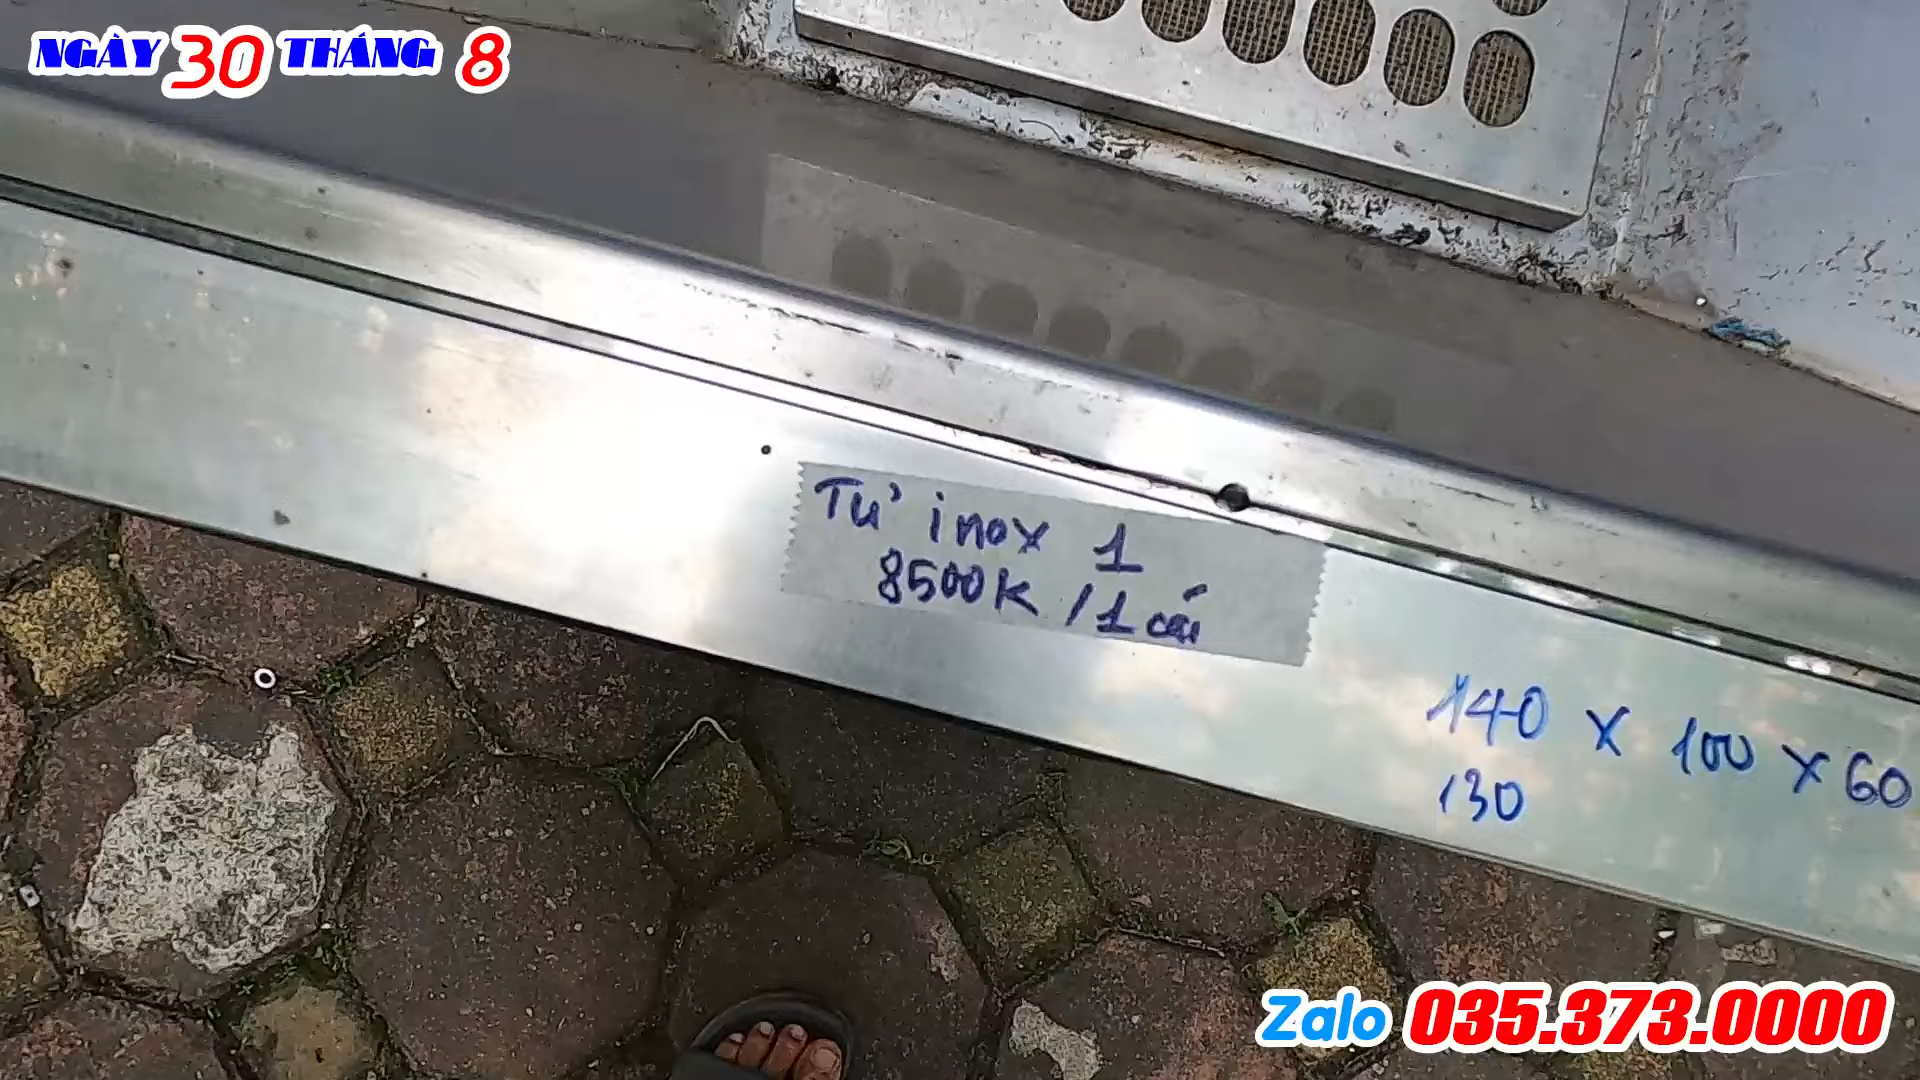 NGÀY 30 THÁNG 8
Tủ inox 1
8500K / 1 cái
140 x 100 x 60
130
Zalo 035.373.0000